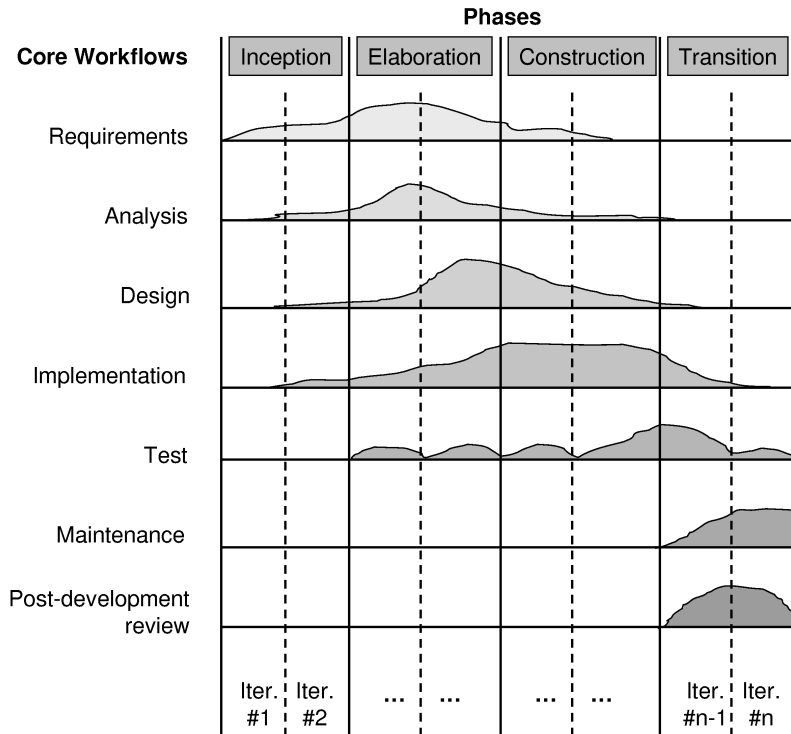 Phases
Core Workflows
Inception
Elaboration
Construction
Transition
Requirements
Analysis
Design
Implementation
Test
Maintenance
Post-development
review
Iter. Iter. ... ... ... ... Iter. Iter.
#1 #2 #n-1 #n